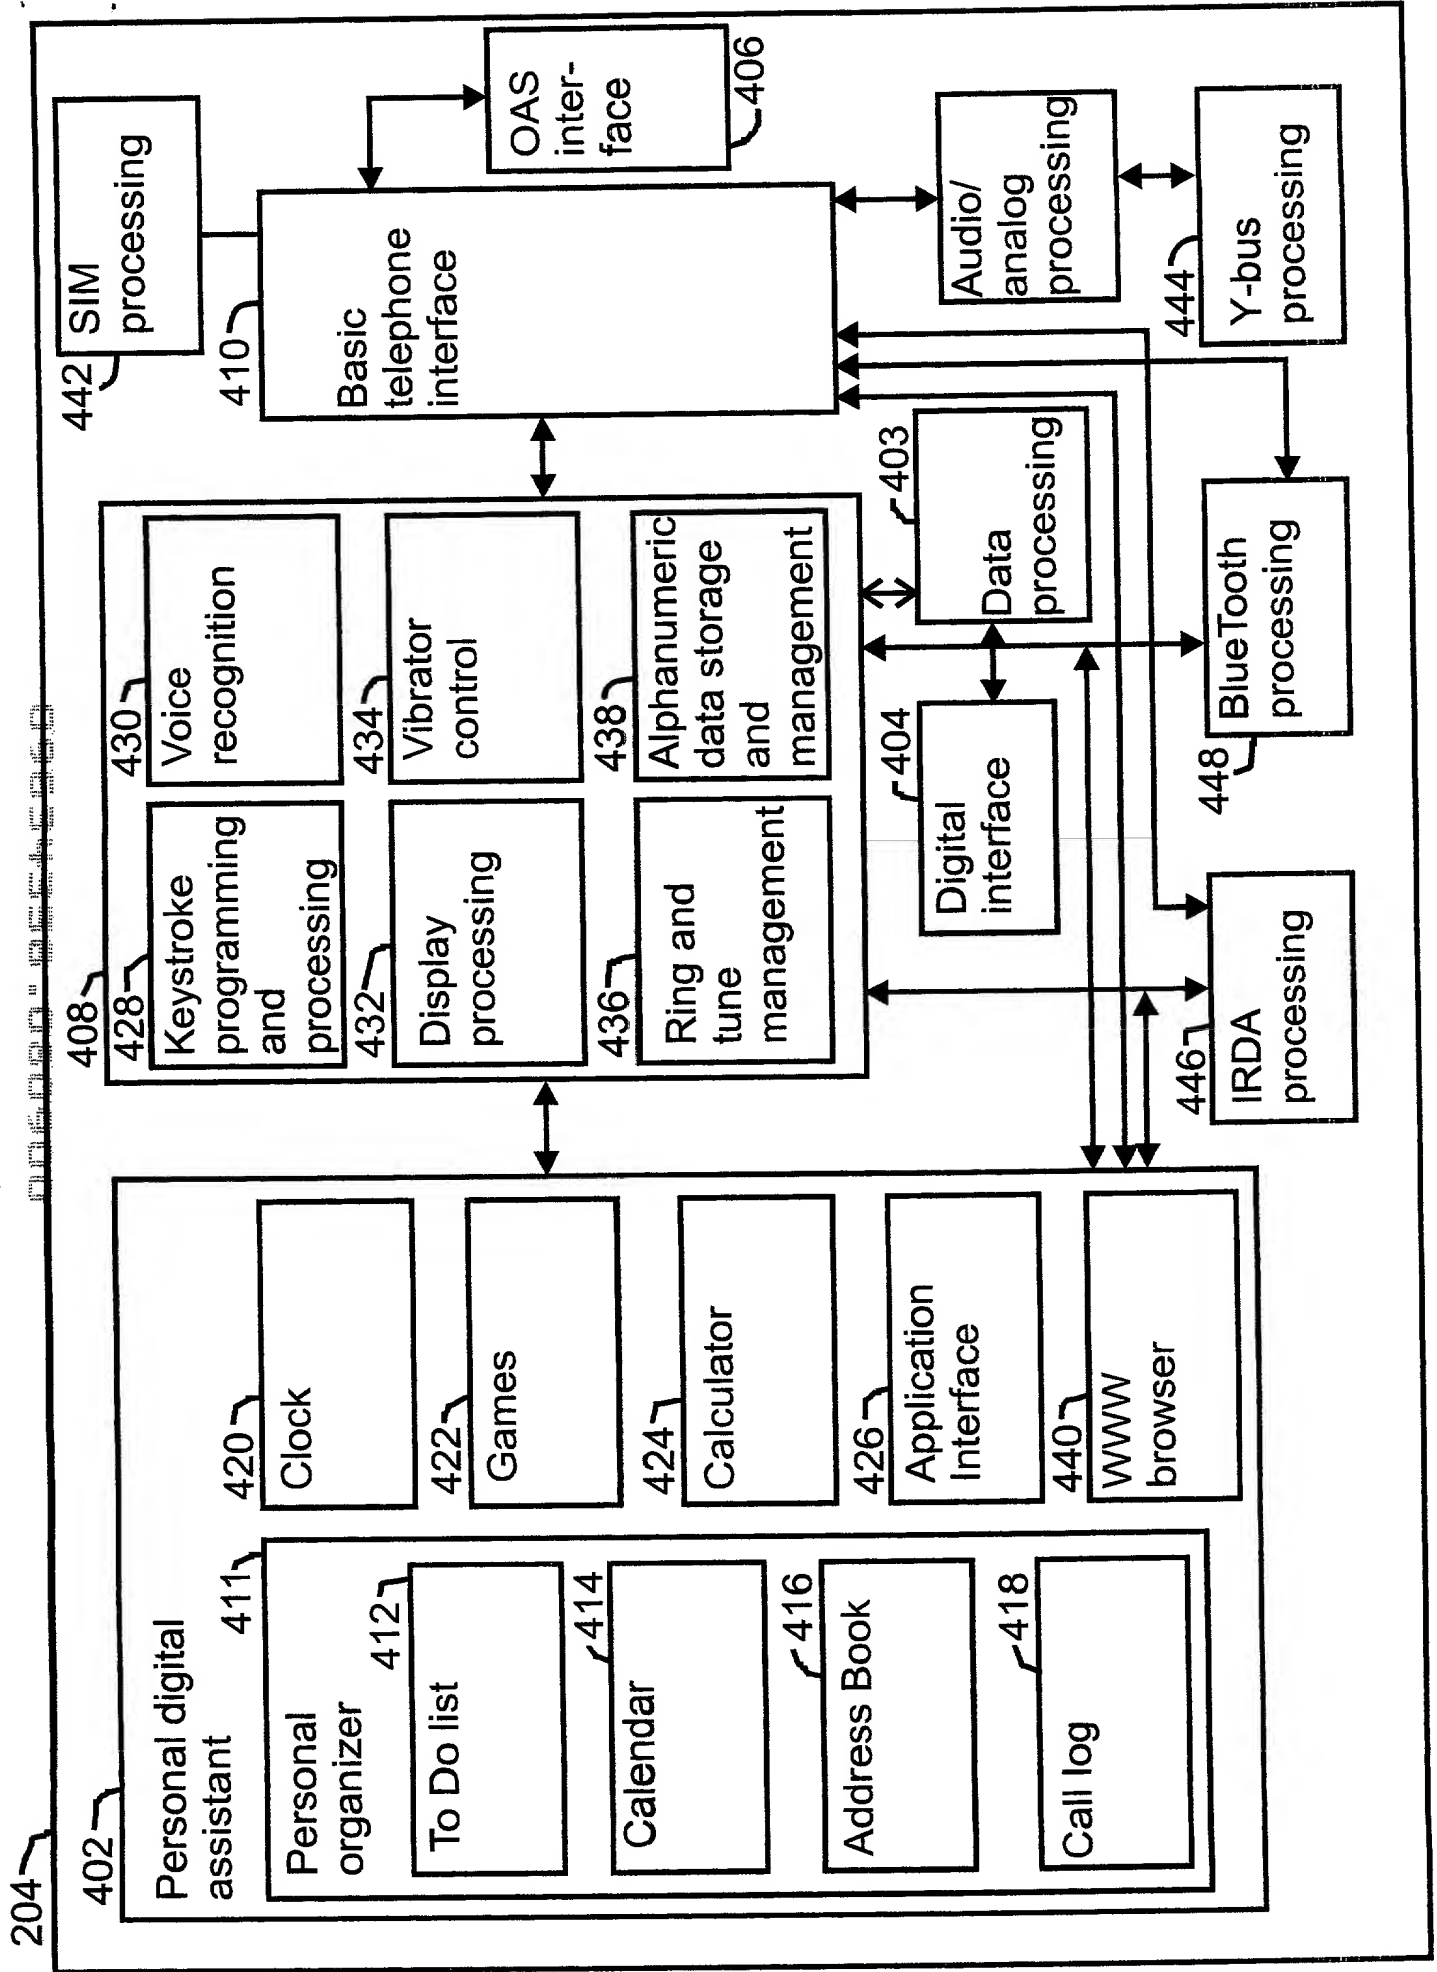 204
402
Personal digital
assistant
411
Personal
organizer
412
To Do list
414
Calendar
416
Address Book
418
Call log
420
Clock
422
Games
424
Calculator
426
Application
Interface
440
WWW
browser
408
428
Keystroke
programming
and
processing
430
Voice
recognition
432
Display
processing
434
Vibrator
control
436
Ring and
tune
management
438
Alphanumeric
data storage
and
management
442
SIM
processing
410
Basic
telephone
interface
OAS
inter-
face
406
403
Data
processing
404
Digital
interface
Audio/
analog
processing
444
Y-bus
processing
446
IRDA
processing
448
BlueTooth
processing